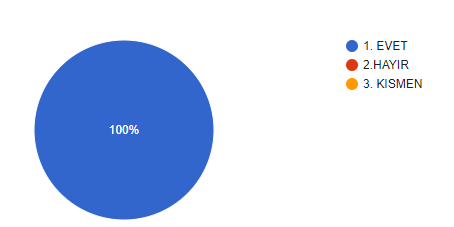 100%
1. EVET
2.HAYIR
3. KISMEN